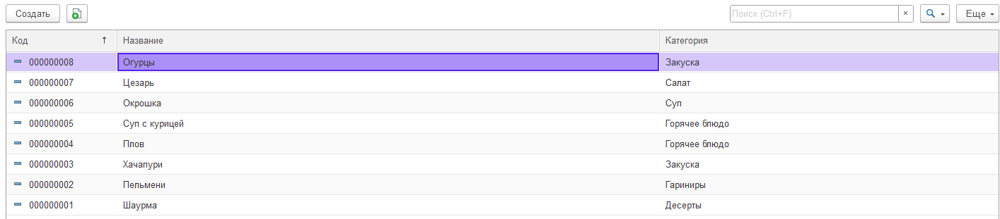 Создать Поиск (Ctrl+F) × Еще
Код ↑ Название Категория
000000008 Огурцы Закуска
000000007 Цезарь Салат
000000006 Окрошка Суп
000000005 Суп с курицей Горячее блюдо
000000004 Плов Горячее блюдо
000000003 Хачапури Закуска
000000002 Пельмени Гариниры
000000001 Шаурма Десерты